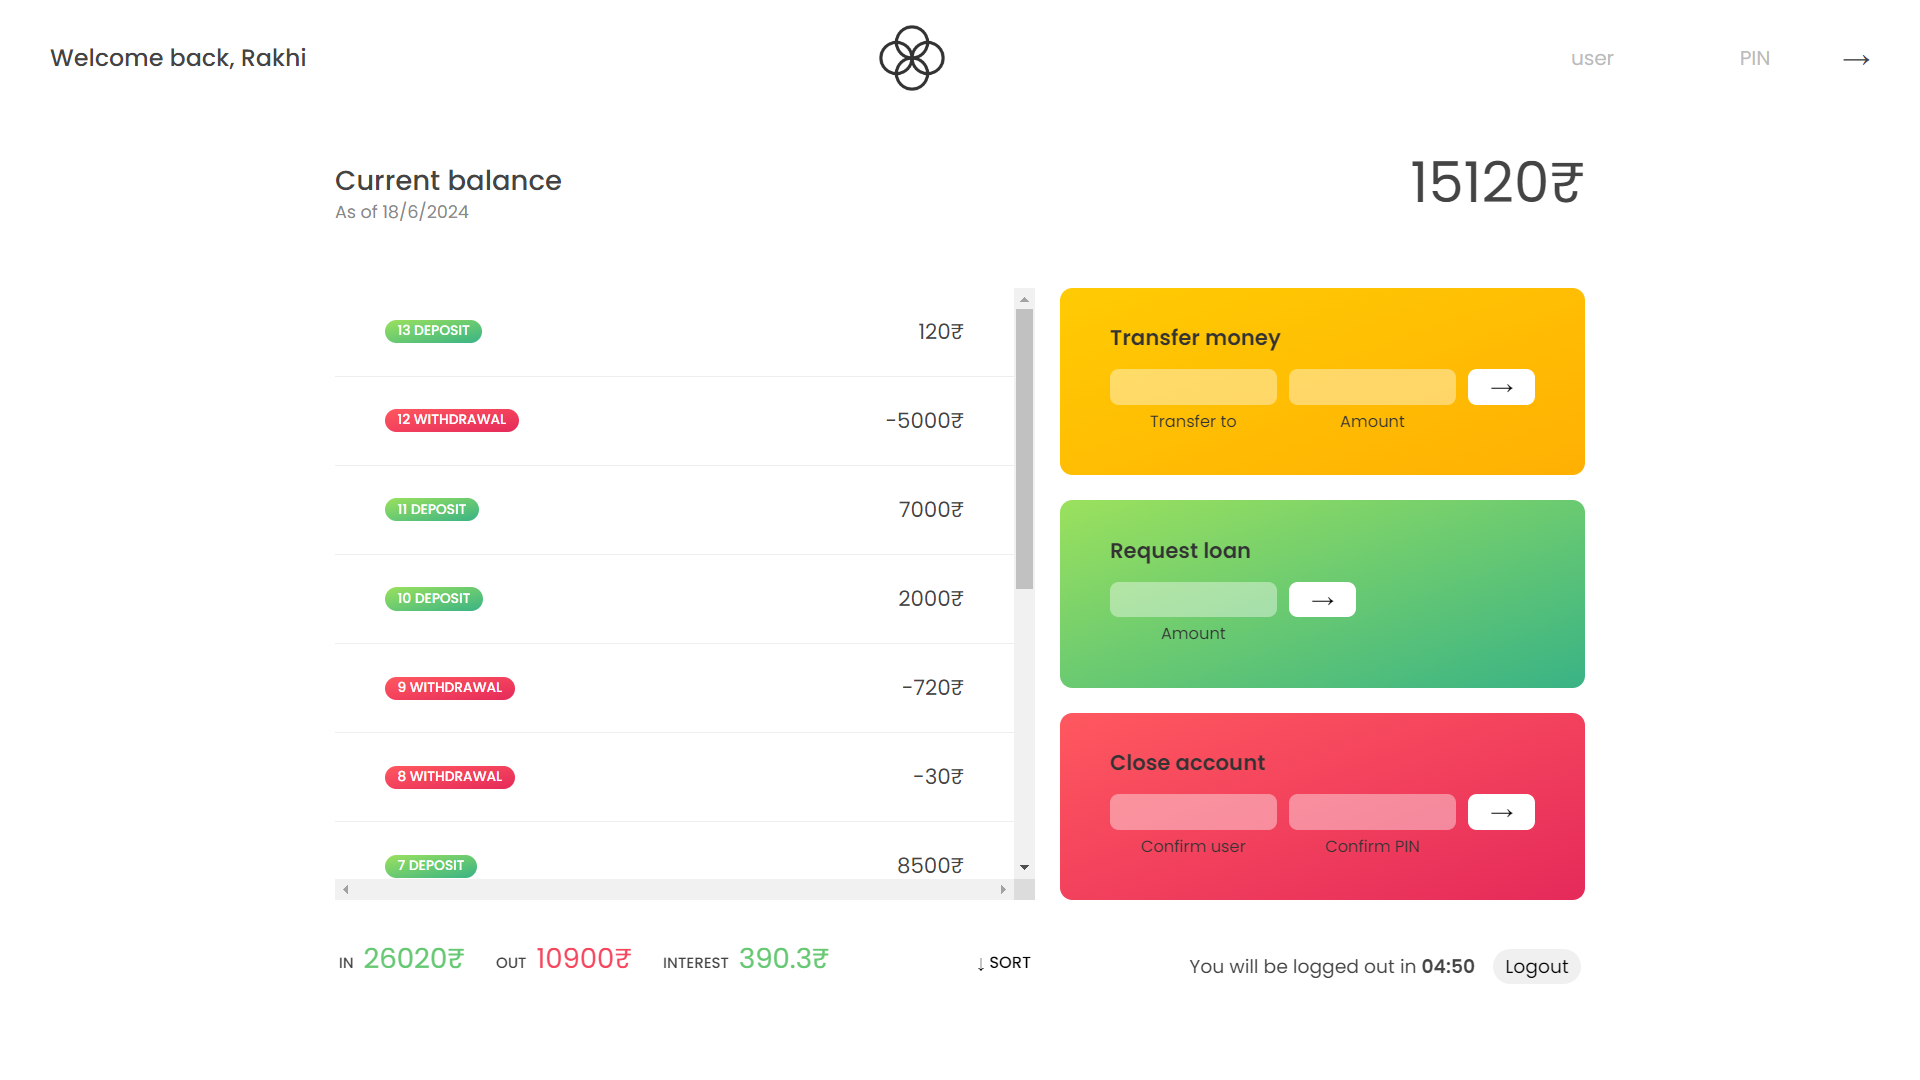 Welcome back, Rakhi
user
PIN
→
Current balance
As of 18/6/2024
15120₹
13 DEPOSIT
120₹
12 WITHDRAWAL
-5000₹
11 DEPOSIT
7000₹
10 DEPOSIT
2000₹
9 WITHDRAWAL
-720₹
8 WITHDRAWAL
-30₹
7 DEPOSIT
8500₹
Transfer money
→
Transfer to
Amount
Request loan
→
Amount
Close account
→
Confirm user
Confirm PIN
IN 26020₹ OUT 10900₹ INTEREST 390.3₹
↓ SORT
You will be logged out in 04:50
Logout